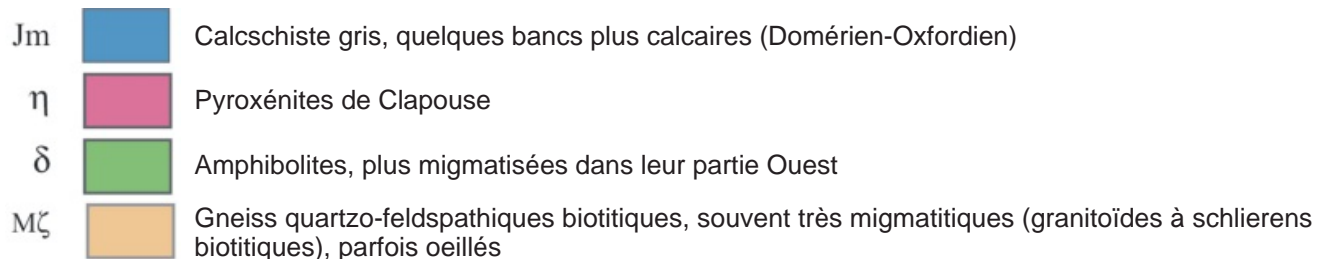 Jm Calcschiste gris, quelques bancs plus calcaires (Domérien-Oxfordien)
η Pyroxénites de Clapouse
δ Amphibolites, plus migmatisées dans leur partie Ouest
Mζ Gneiss quartzo-feldspathiques biotitiques, souvent très migmatitiques (granitoïdes à schlierens
biotitiques), parfois oeillés